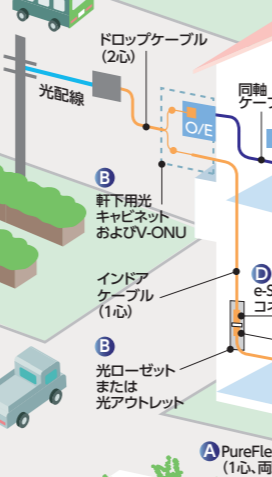 ドロップケーブル
(2心)
光配線
同軸
ケーブ
O/E
B
軒下用光
キャビネット
およびV-ONU
インドア
ケーブル
(1心)
D
e-S
コネ
B
光ローゼット
または
光アウトレット
A PureFle
(1心、両